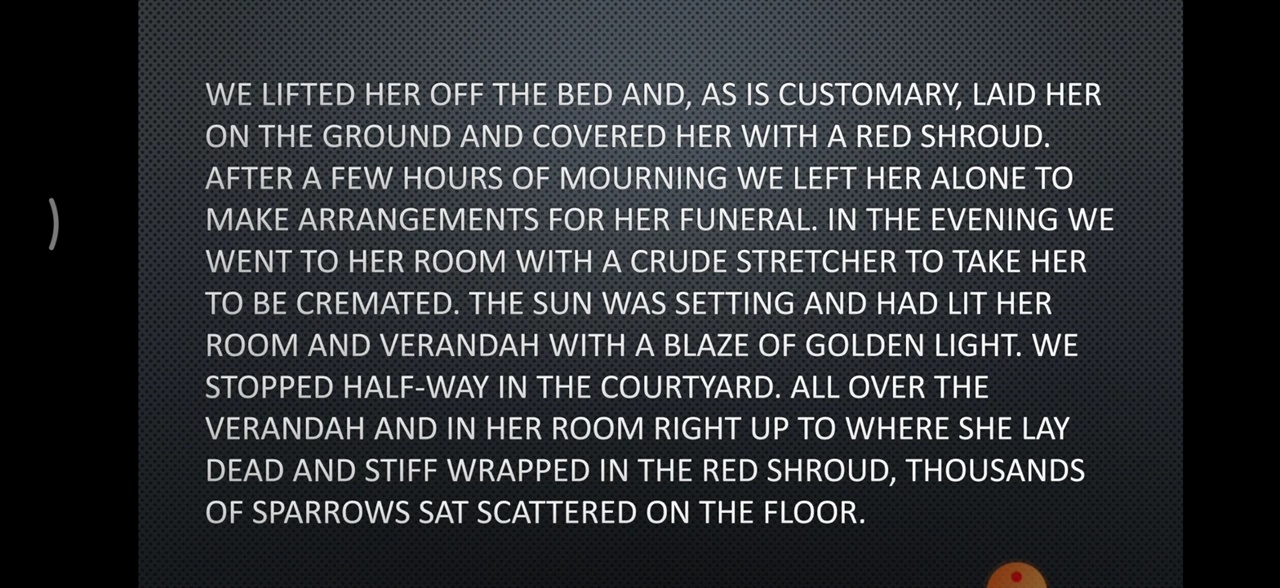 WE LIFTED HER OFF THE BED AND, AS IS CUSTOMARY, LAID HER
ON THE GROUND AND COVERED HER WITH A RED SHROUD.
AFTER A FEW HOURS OF MOURNING WE LEFT HER ALONE TO
MAKE ARRANGEMENTS FOR HER FUNERAL. IN THE EVENING WE
WENT TO HER ROOM WITH A CRUDE STRETCHER TO TAKE HER
TO BE CREMATED. THE SUN WAS SETTING AND HAD LIT HER
ROOM AND VERANDAH WITH A BLAZE OF GOLDEN LIGHT. WE
STOPPED HALF-WAY IN THE COURTYARD. ALL OVER THE
VERANDAH AND IN HER ROOM RIGHT UP TO WHERE SHE LAY
DEAD AND STIFF WRAPPED IN THE RED SHROUD, THOUSANDS
OF SPARROWS SAT SCATTERED ON THE FLOOR.